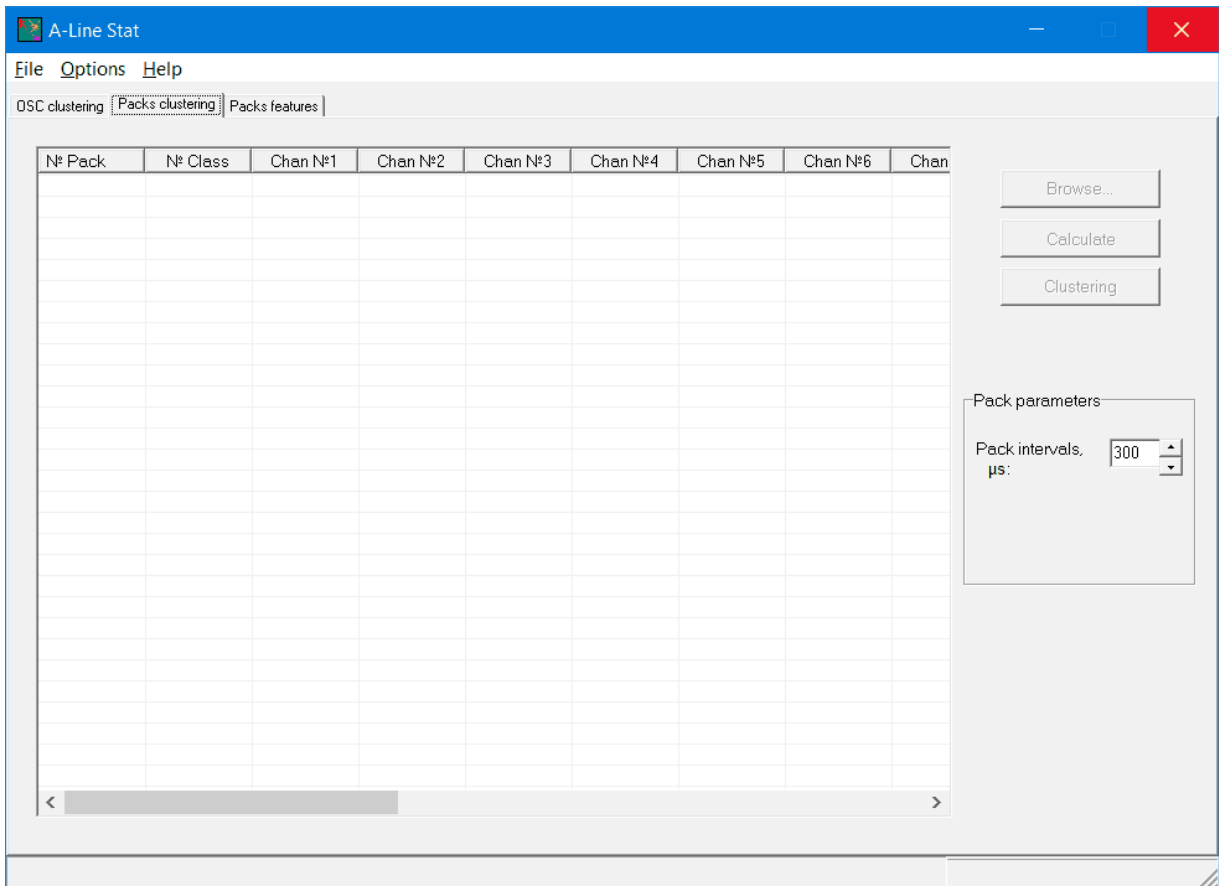 A-Line Stat
File Options Help
OSC clustering Packs clustering Packs features
№ Pack № Class Chan №1 Chan №2 Chan №3 Chan №4 Chan №5 Chan №6 Chan
Browse...
Calculate
Clustering
Pack parameters
Pack intervals, 300
µs: